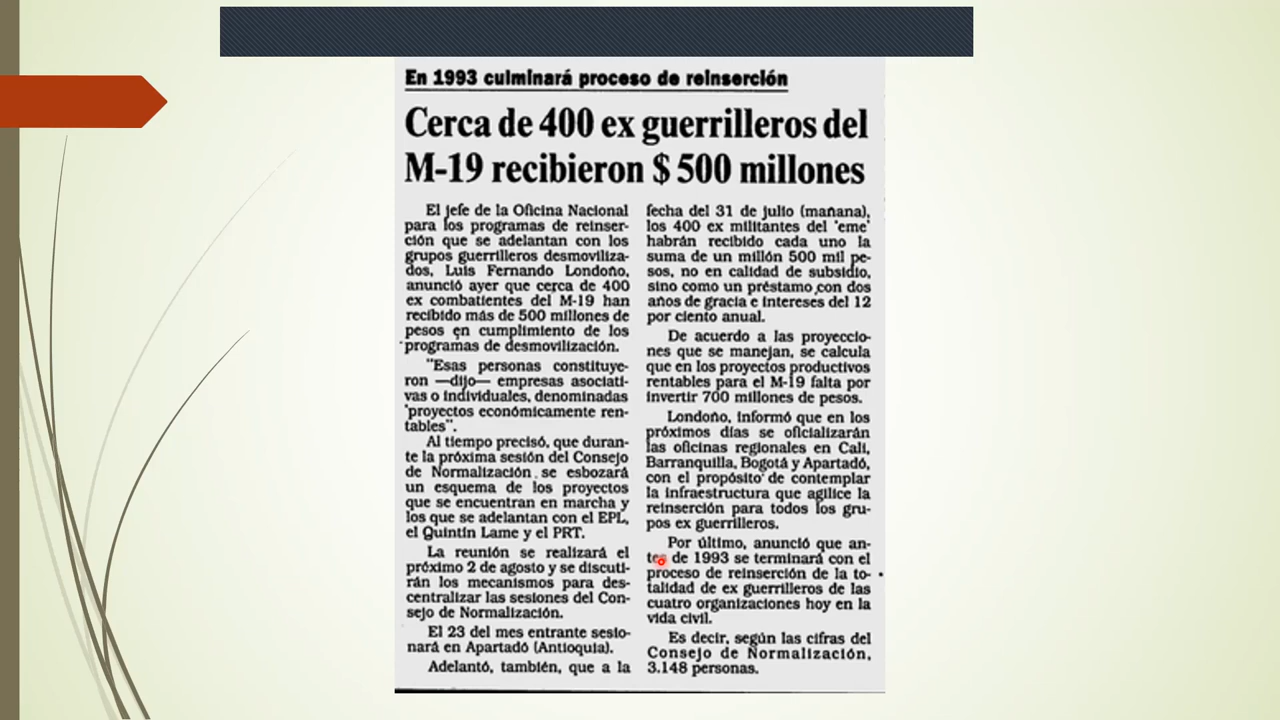 En 1993 culminará proceso de reinserción
Cerca de 400 ex guerrilleros del
M-19 recibieron $ 500 millones
El jefe de la Oficina Nacional
para los programas de reinser-
ción que se adelantan con los
grupos guerrilleros desmoviliza-
dos, Luis Fernando Londoño,
anunció ayer que cerca de 400
ex combatientes del M-19 han
recibido más de 500 millones de
pesos en cumplimiento de los
programas de desmovilización.
"Esas personas constituye-
ron —dijo— empresas asociati-
vas o individuales, denominadas
'proyectos económicamente ren-
tables".
Al tiempo precisó, que duran-
te la próxima sesión del Consejo
de Normalización se esbozará
un esquema de los proyectos
que se encuentran en marcha y
los que se adelantan con el EPL,
el Quintín Lame y el PRT.
La reunión se realizará el
próximo 2 de agosto y se discuti-
rán los mecanismos para des-
centralizar las sesiones del Con-
sejo de Normalización.
El 23 del mes entrante sesio-
nará en Apartadó (Antioquia).
Adelantó, también, que a la
fecha del 31 de julio (mañana),
los 400 ex militantes del 'eme'
habrán recibido cada uno la
suma de un millón 500 mil pe-
sos, no en calidad de subsidio,
sino como un préstamo con dos
años de gracia e intereses del 12
por ciento anual.
De acuerdo a las proyeccio-
nes que se manejan, se calcula
que en los proyectos productivos
rentables para el M-19 falta por
invertir 700 millones de pesos.
Londoño, informó que en los
próximos días se oficializarán
las oficinas regionales en Cali,
Barranquilla, Bogotá y Apartadó,
con el propósito de contemplar
la infraestructura que agilice la
reinserción para todos los gru-
pos ex guerrilleros.
Por último, anunció que an-
tes de 1993 se terminará con el
proceso de reinserción de la to-
talidad de ex guerrilleros de las
cuatro organizaciones hoy en la
vida civil.
Es decir, según las cifras del
Consejo de Normalización,
3.148 personas.